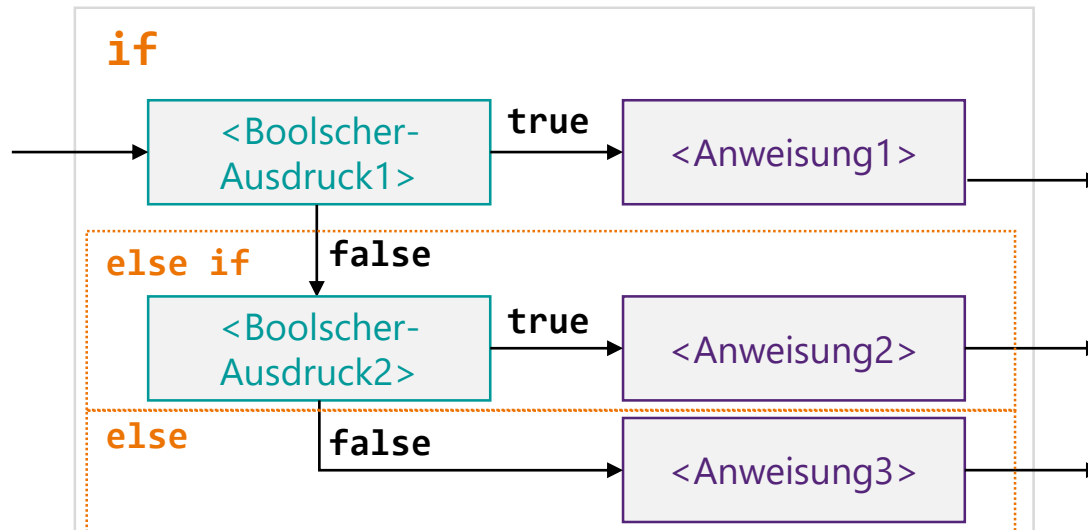 if
<Boolscher-
Ausdruck1>
true
<Anweisung1>
false
else if
<Boolscher-
Ausdruck2>
true
<Anweisung2>
else
false
<Anweisung3>